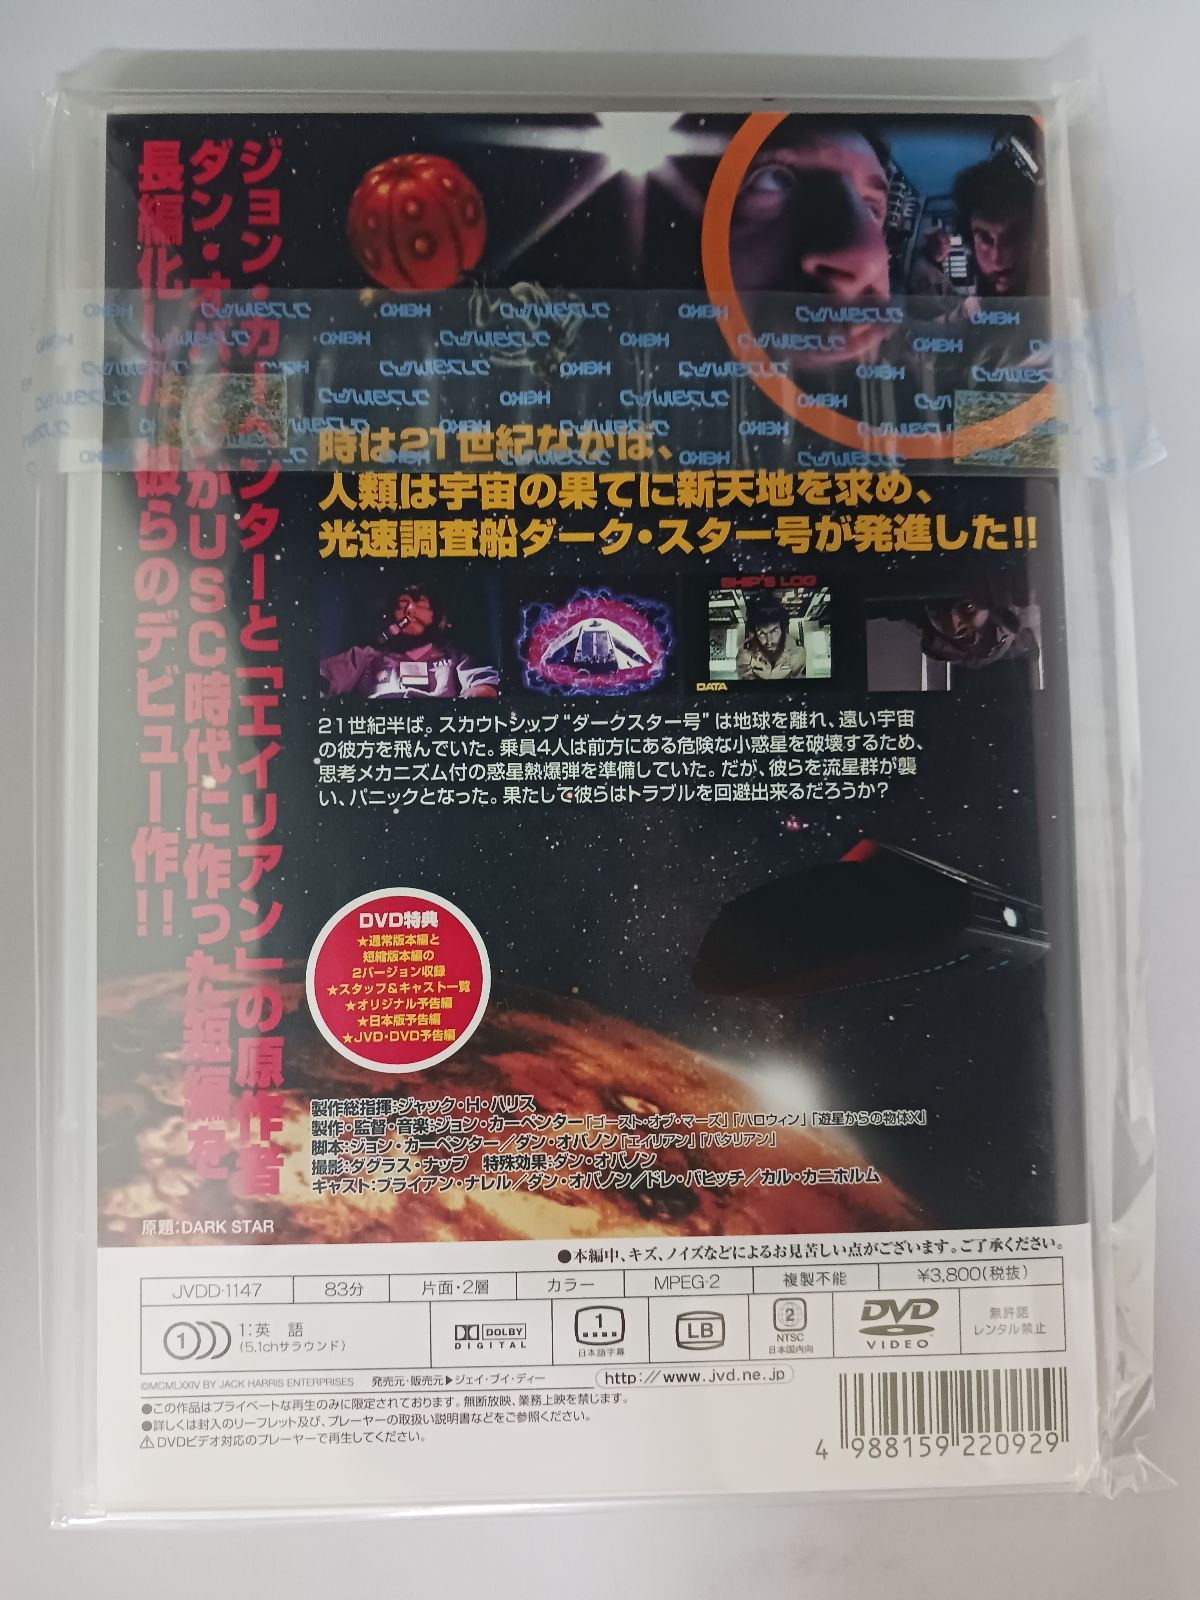 ジョン・カーペンターと「エイリアン」の原作者
ダン・オバノンがUSC時代に作った短編を
長編化した彼らのデビュー作!!
時は21世紀なかば、
人類は宇宙の果てに新天地を求め、
光速調査船ダーク・スター号が発進した!!
SHIP'S LOG
DATA
21世紀半ば。スカウトシップ“ダークスター号”は地球を離れ、遠い宇宙
の彼方を飛んでいた。乗員4人は前方にある危険な小惑星を破壊するため、
思考メカニズム付の惑星熱爆弾を準備していた。だが、彼らを流星群が襲
い、パニックとなった。果たして彼らはトラブルを回避出来るだろうか?
DVD特典
★通常版本編と
短縮版本編の
2バージョン収録
★スタッフ&キャスト一覧
★オリジナル予告編
★日本版予告編
★JVD・DVD予告編
製作総指揮:ジャック・H・ハリス
製作・監督・音楽:ジョン・カーペンター「ゴースト・オブ・マーズ」「ハロウィン」「遊星からの物体X」
脚本:ジョン・カーペンター/ダン・オバノン「エイリアン」「バタリアン」
撮影:ダグラス・ナップ 特殊効果:ダン・オバノン
キャスト:ブライアン・ナレル/ダン・オバノン/ドレ・パヒッチ/カル・カニホルム
原題:DARK STAR
●本編中、キズ、ノイズなどによるお見苦しい点がございます。ご了承ください。
JVDD-1147 83分 片面・2層 カラー MPEG-2 複製不能 ¥3,800(税抜)
1 1:英 語
(5.1chサラウンド)
DOLBY
DIGITAL
1
日本語字幕
LB
2
NTSC
日本国内向
DVD
VIDEO
無許諾
レンタル禁止
©MCMLXXIV BY JACK HARRIS ENTERPRISES 発売元・販売元▶ジェイ・ブイ・ディー http://www.jvd.ne.jp
●この作品はプライベートな再生のみに限定されております。無断放映、業務上映を禁じます。
●詳しくは封入のリーフレット及び、プレーヤーの取扱い説明書などをご参照ください。
⚠DVDビデオ対応のプレーヤーで再生してください。
4 988159 220929
HEIKO
クリスタルパック